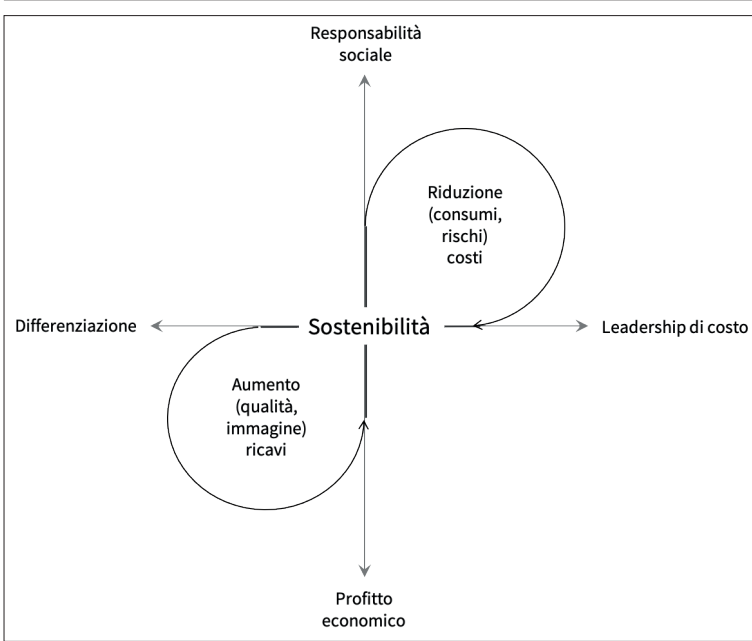 Responsabilità
sociale
Riduzione
(consumi,
rischi)
costi
Differenziazione
Sostenibilità
Leadership di costo
Aumento
(qualità,
immagine)
ricavi
Profitto
economico